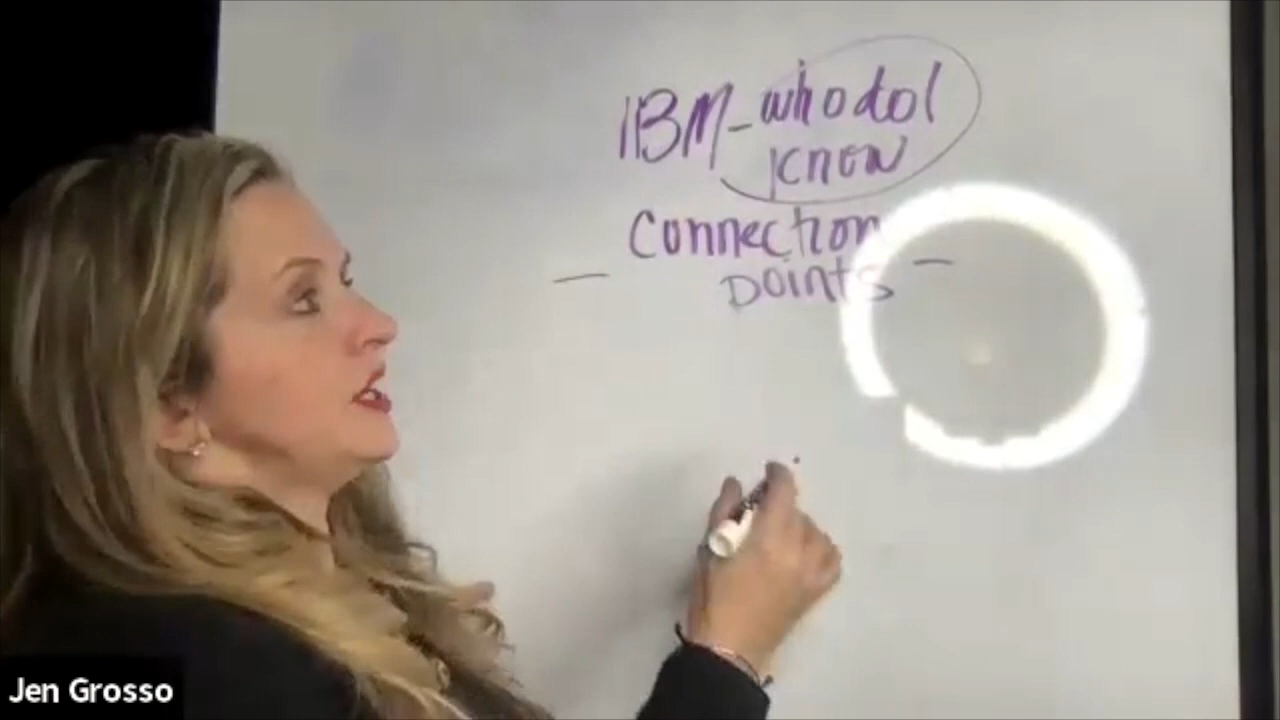 IBM - who do I
know
Connection
— points —
Jen Grosso